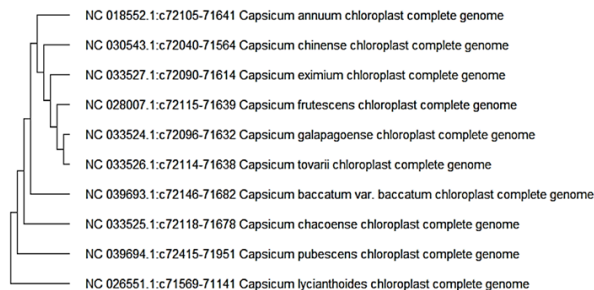 NC 018552.1:c72105-71641 Capsicum annuum chloroplast complete genome
NC 030543.1:c72040-71564 Capsicum chinense chloroplast complete genome
NC 033527.1:c72090-71614 Capsicum eximium chloroplast complete genome
NC 028007.1:c72115-71639 Capsicum frutescens chloroplast complete genome
NC 033524.1:c72096-71632 Capsicum galapagoense chloroplast complete genome
NC 033526.1:c72114-71638 Capsicum tovarii chloroplast complete genome
NC 039693.1:c72146-71682 Capsicum baccatum var. baccatum chloroplast complete genome
NC 033525.1:c72118-71678 Capsicum chacoense chloroplast complete genome
NC 039694.1:c72415-71951 Capsicum pubescens chloroplast complete genome
NC 026551.1:c71569-71141 Capsicum lycianthoides chloroplast complete genome